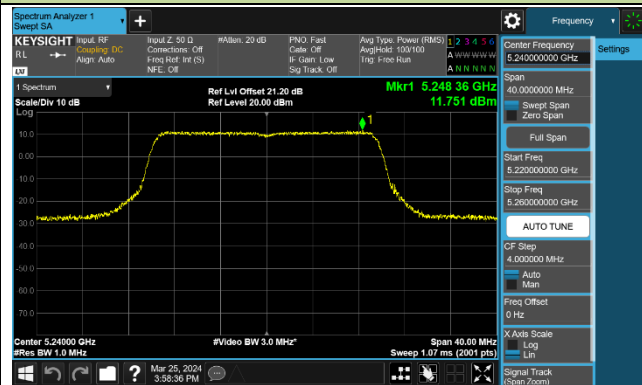 Spectrum Analyzer 1
Swept SA
Frequency
KEYSIGHT
RL
Input: RF
Coupling: DC
Align: Auto
Input Z: 50 Ω
Corrections: Off
Freq Ref: Int (S)
NFE: Off
#Atten: 20 dB
PNO: Fast
Gate: Off
IF Gain: Low
Sig Track: Off
Avg Type: Power (RMS)
Avg|Hold: 100/100
Trig: Free Run
1 2 3 4 5 6
A W W W W W
A N N N N N
1 Spectrum
Scale/Div 10 dB
Log
Ref Lvl Offset 21.20 dB
Ref Level 20.00 dBm
Mkr1 5.248 36 GHz
11.751 dBm
1
10.0
0.00
-10.0
-20.0
-30.0
-40.0
-50.0
-60.0
-70.0
Center 5.24000 GHz
#Res BW 1.0 MHz
#Video BW 3.0 MHz*
Span 40.00 MHz
Sweep 1.07 ms (2001 pts)
Mar 25, 2024
3:58:36 PM
Center Frequency
5.240000000 GHz
Settings
Span
40.0000000 MHz
Swept Span
Zero Span
Full Span
Start Freq
5.220000000 GHz
Stop Freq
5.260000000 GHz
AUTO TUNE
CF Step
4.000000 MHz
Auto
Man
Freq Offset
0 Hz
X Axis Scale
Log
Lin
Signal Track
(Span Zoom)